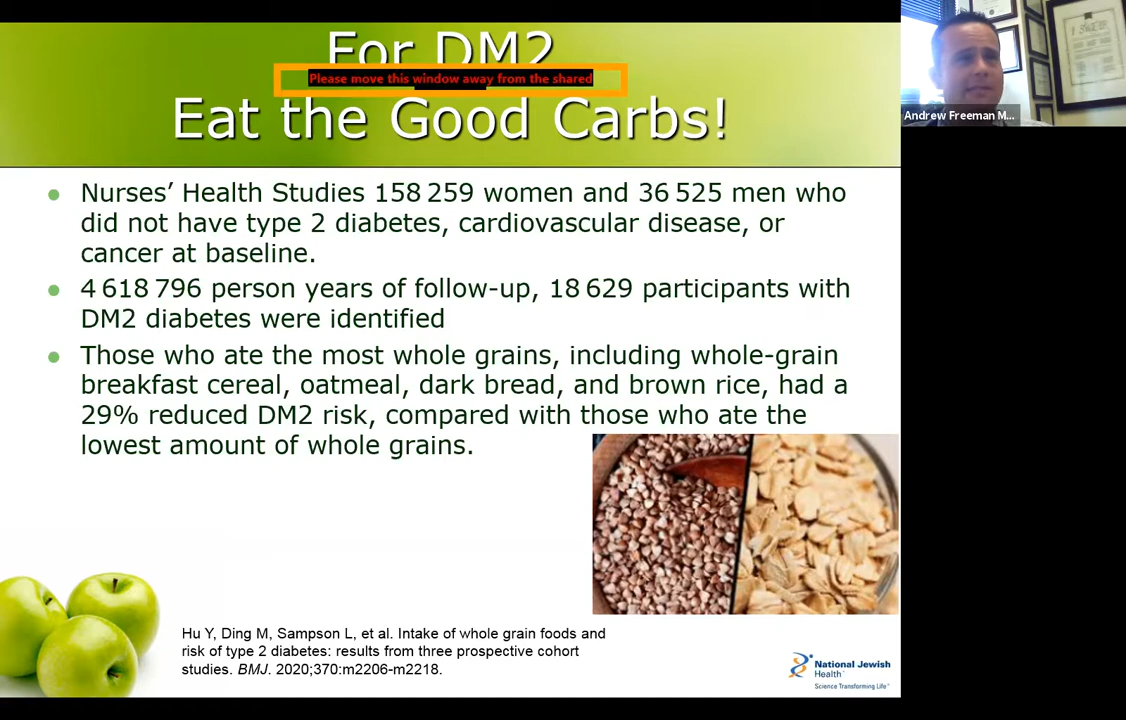 For DM2
Please move this window away from the shared
Eat the Good Carbs!
Andrew Freeman M...
Nurses’ Health Studies 158 259 women and 36 525 men who
did not have type 2 diabetes, cardiovascular disease, or
cancer at baseline.
4 618 796 person years of follow-up, 18 629 participants with
DM2 diabetes were identified
Those who ate the most whole grains, including whole-grain
breakfast cereal, oatmeal, dark bread, and brown rice, had a
29% reduced DM2 risk, compared with those who ate the
lowest amount of whole grains.
Hu Y, Ding M, Sampson L, et al. Intake of whole grain foods and
risk of type 2 diabetes: results from three prospective cohort
studies. BMJ. 2020;370:m2206-m2218.
National Jewish
Health®
Science Transforming Life®